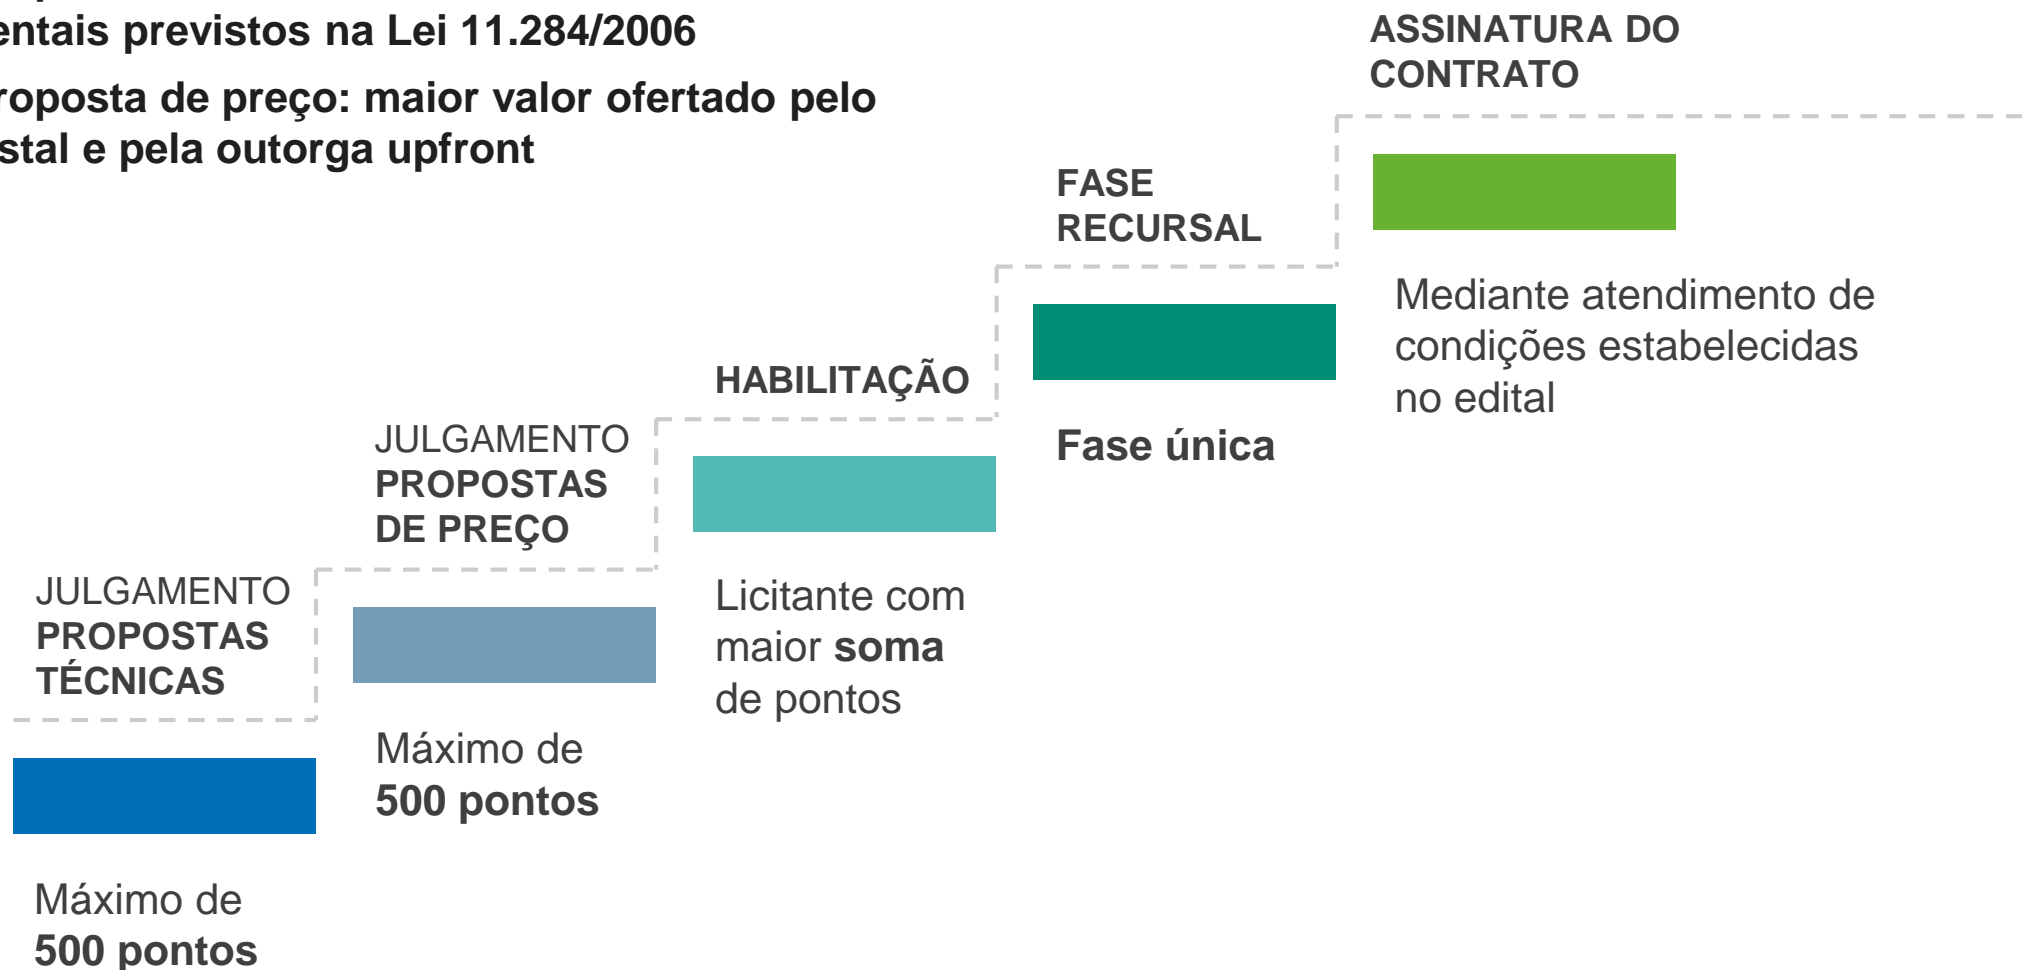 entais previstos na Lei 11.284/2006
roposta de preço: maior valor ofertado pelo
stal e pela outorga upfront
ASSINATURA DO
CONTRATO
Mediante atendimento de
condições estabelecidas
no edital
FASE
RECURSAL
Fase única
HABILITAÇÃO
Licitante com
maior soma
de pontos
JULGAMENTO
PROPOSTAS
DE PREÇO
Máximo de
500 pontos
JULGAMENTO
PROPOSTAS
TÉCNICAS
Máximo de
500 pontos